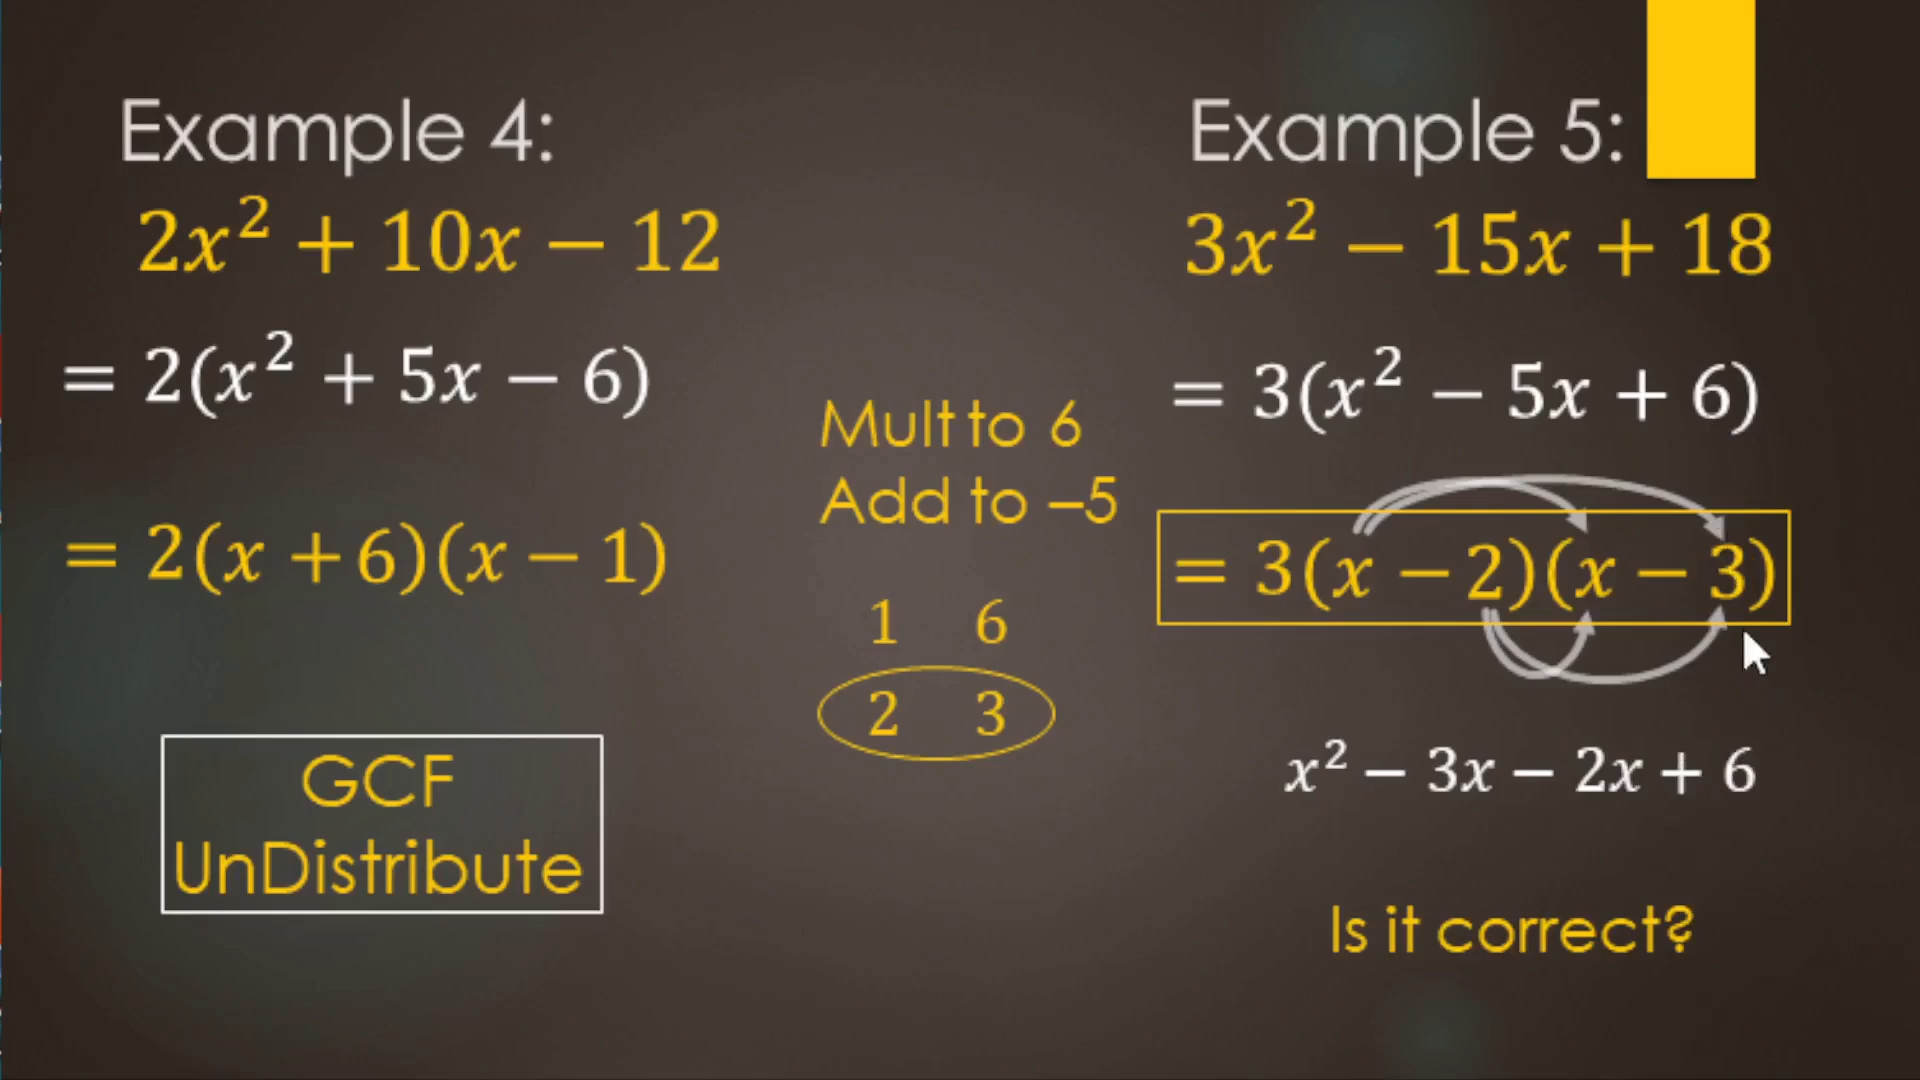 Example 4:
2x² + 10x − 12
= 2(x² + 5x − 6)
= 2(x + 6)(x − 1)
GCF
UnDistribute
Mult to 6
Add to –5
1 6
2 3
Example 5:
3x² − 15x + 18
= 3(x² − 5x + 6)
= 3(x − 2)(x − 3)
x² − 3x − 2x + 6
Is it correct?